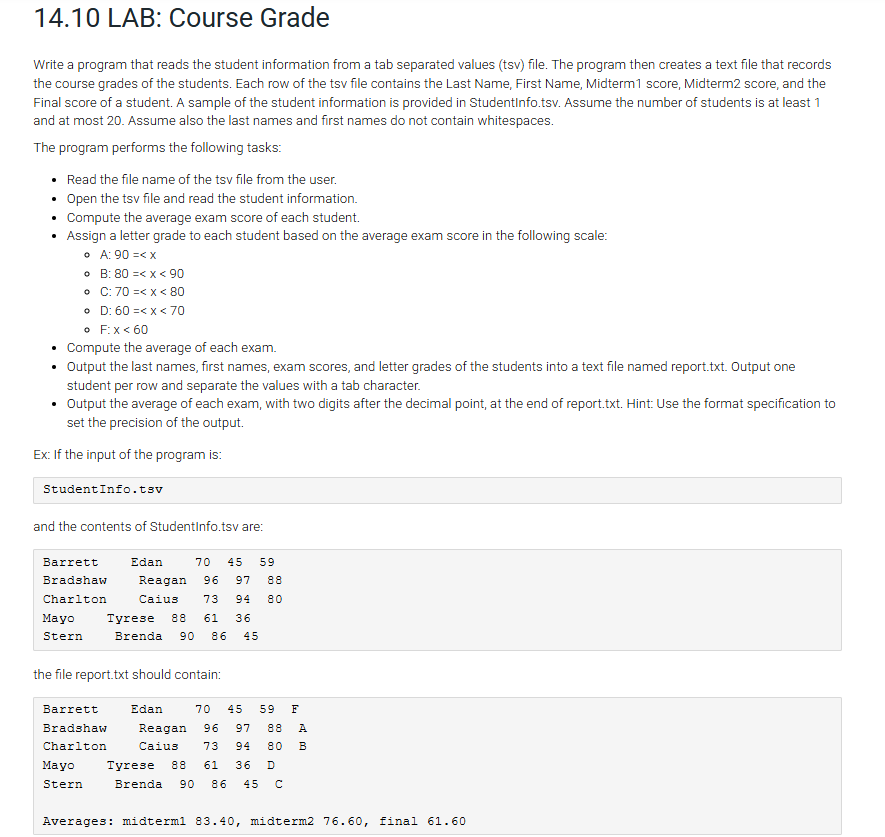 14.10 LAB: Course Grade
Write a program that reads the student information from a tab separated values (tsv) file. The program then creates a text file that records
the course grades of the students. Each row of the tsv file contains the Last Name, First Name, Midterm1 score, Midterm2 score, and the
Final score of a student. A sample of the student information is provided in StudentInfo.tsv. Assume the number of students is at least 1
and at most 20. Assume also the last names and first names do not contain whitespaces.
The program performs the following tasks:
• Read the file name of the tsv file from the user.
• Open the tsv file and read the student information.
• Compute the average exam score of each student.
• Assign a letter grade to each student based on the average exam score in the following scale:
◦ A: 90 =< x
◦ B: 80 =< x < 90
◦ C: 70 =< x < 80
◦ D: 60 =< x < 70
◦ F: x < 60
• Compute the average of each exam.
• Output the last names, first names, exam scores, and letter grades of the students into a text file named report.txt. Output one
student per row and separate the values with a tab character.
• Output the average of each exam, with two digits after the decimal point, at the end of report.txt. Hint: Use the format specification to
set the precision of the output.
Ex: If the input of the program is:
StudentInfo.tsv
and the contents of StudentInfo.tsv are:
Barrett    Edan    70  45  59
Bradshaw    Reagan  96  97  88
Charlton    Caius   73  94  80
Mayo    Tyrese  88  61  36
Stern    Brenda  90  86  45
the file report.txt should contain:
Barrett    Edan    70  45  59  F
Bradshaw    Reagan  96  97  88  A
Charlton    Caius   73  94  80  B
Mayo    Tyrese  88  61  36  D
Stern    Brenda  90  86  45  C
Averages: midterm1 83.40, midterm2 76.60, final 61.60